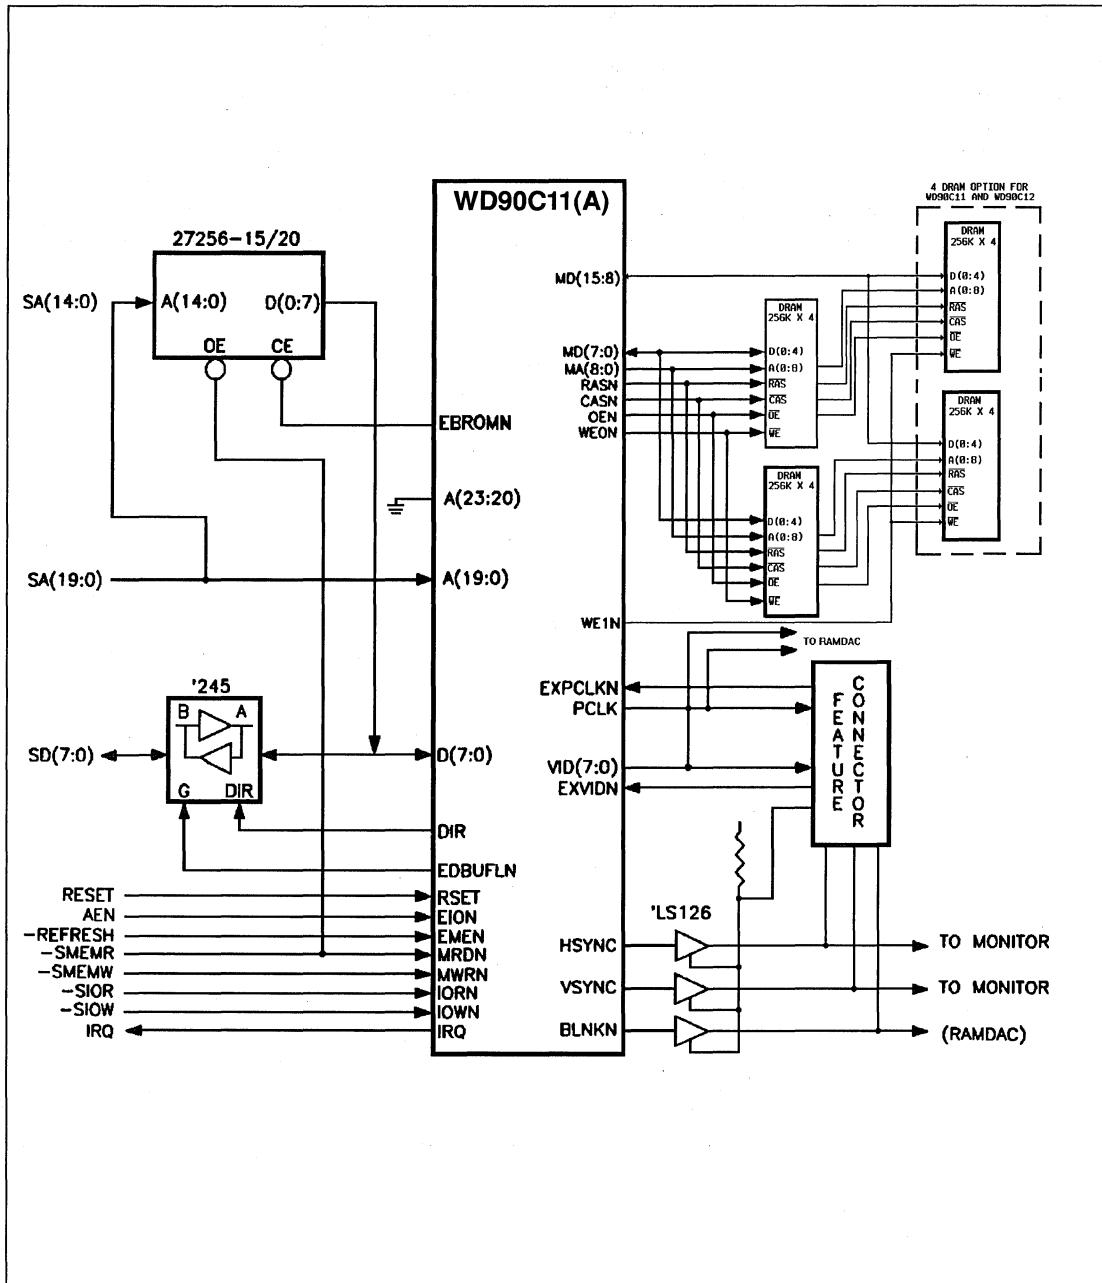 WD90C11(A)
4 DRAM OPTION FOR
WD90C11 AND WD90C12
27256-15/20
SA(14:0)
A(14:0)
D(0:7)
OE
CE
EBROMN
A(23:20)
SA(19:0)
A(19:0)
'245
B
A
G
DIR
SD(7:0)
D(7:0)
DIR
EDBUFLN
RESET
RSET
AEN
EION
-REFRESH
EMEN
-SMEMR
MRDN
-SMEMW
MWRN
-SIOR
IORN
-SIOW
IOWN
IRQ
IRQ
MD(15:8)
MD(7:0)
MA(8:0)
RASN
CASN
OEN
WEON
WE1N
EXPCLKN
PCLK
VID(7:0)
EXVIDN
HSYNC
VSYNC
BLNKN
DRAM
256K X 4
D(0:4)
A(0:8)
RAS
CAS
OE
WE
DRAM
256K X 4
D(0:4)
A(0:8)
RAS
CAS
OE
WE
DRAM
256K X 4
D(0:4)
A(0:8)
RAS
CAS
OE
WE
DRAM
256K X 4
D(0:4)
A(0:8)
RAS
CAS
OE
WE
TO RAMDAC
FEATURE
CONNECTOR
'LS126
TO MONITOR
TO MONITOR
(RAMDAC)